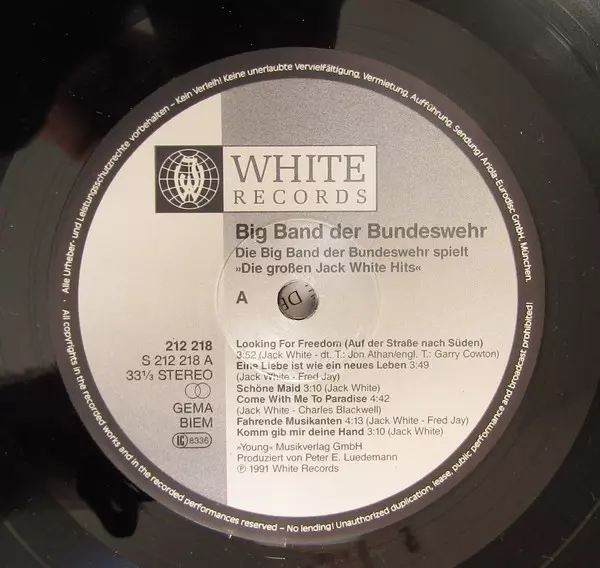 Alle Urheber- und Leistungsschutzrechte vorbehalten – Kein Verleih! Keine unerlaubte Vervielfältigung, Vermietung, Aufführung, Sendung! Ariola-Eurodisc GmbH, München.
WHITE
RECORDS
Big Band der Bundeswehr
Die Big Band der Bundeswehr spielt
»Die großen Jack White Hits«
A
DE
212 218
S 212 218 A
33⅓ STEREO
GEMA
BIEM
LC 8336
Looking For Freedom (Auf der Straße nach Süden)
3:52 (Jack White - dt. T.: Jon Athan/engl. T.: Garry Cowton)
Eine Liebe ist wie ein neues Leben 3:49
(Jack White - Fred Jay)
Schöne Maid 3:10 (Jack White)
Come With Me To Paradise 4:42
(Jack White - Charles Blackwell)
Fahrende Musikanten 4:13 (Jack White - Fred Jay)
Komm gib mir deine Hand 3:10 (Jack White)
»Young« Musikverlag GmbH
Produziert von Peter E. Luedemann
℗ 1991 White Records
All copyrights in the recorded works and in the recorded performances reserved – No lending! Unauthorized duplication, lease, public performance and broadcast prohibited!